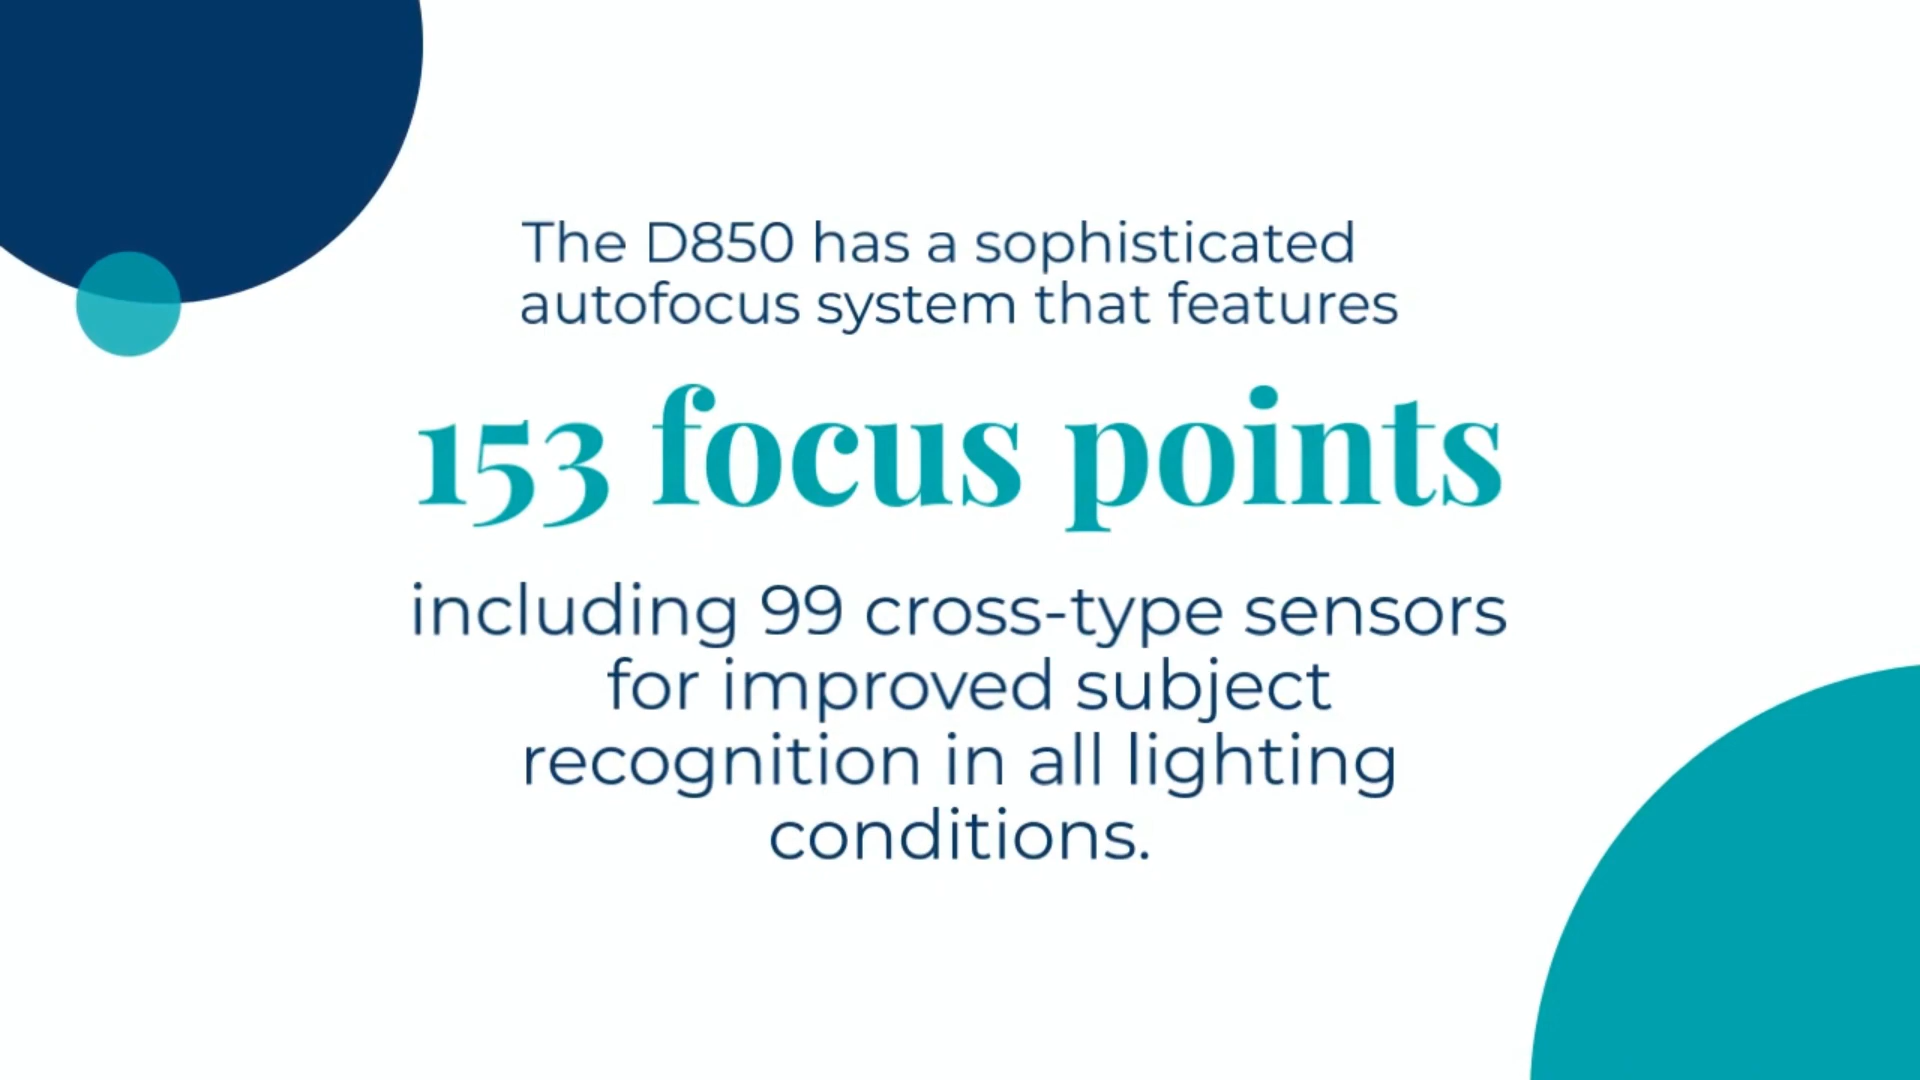 The D850 has a sophisticated
autofocus system that features
153 focus points
including 99 cross-type sensors
for improved subject
recognition in all lighting
conditions.